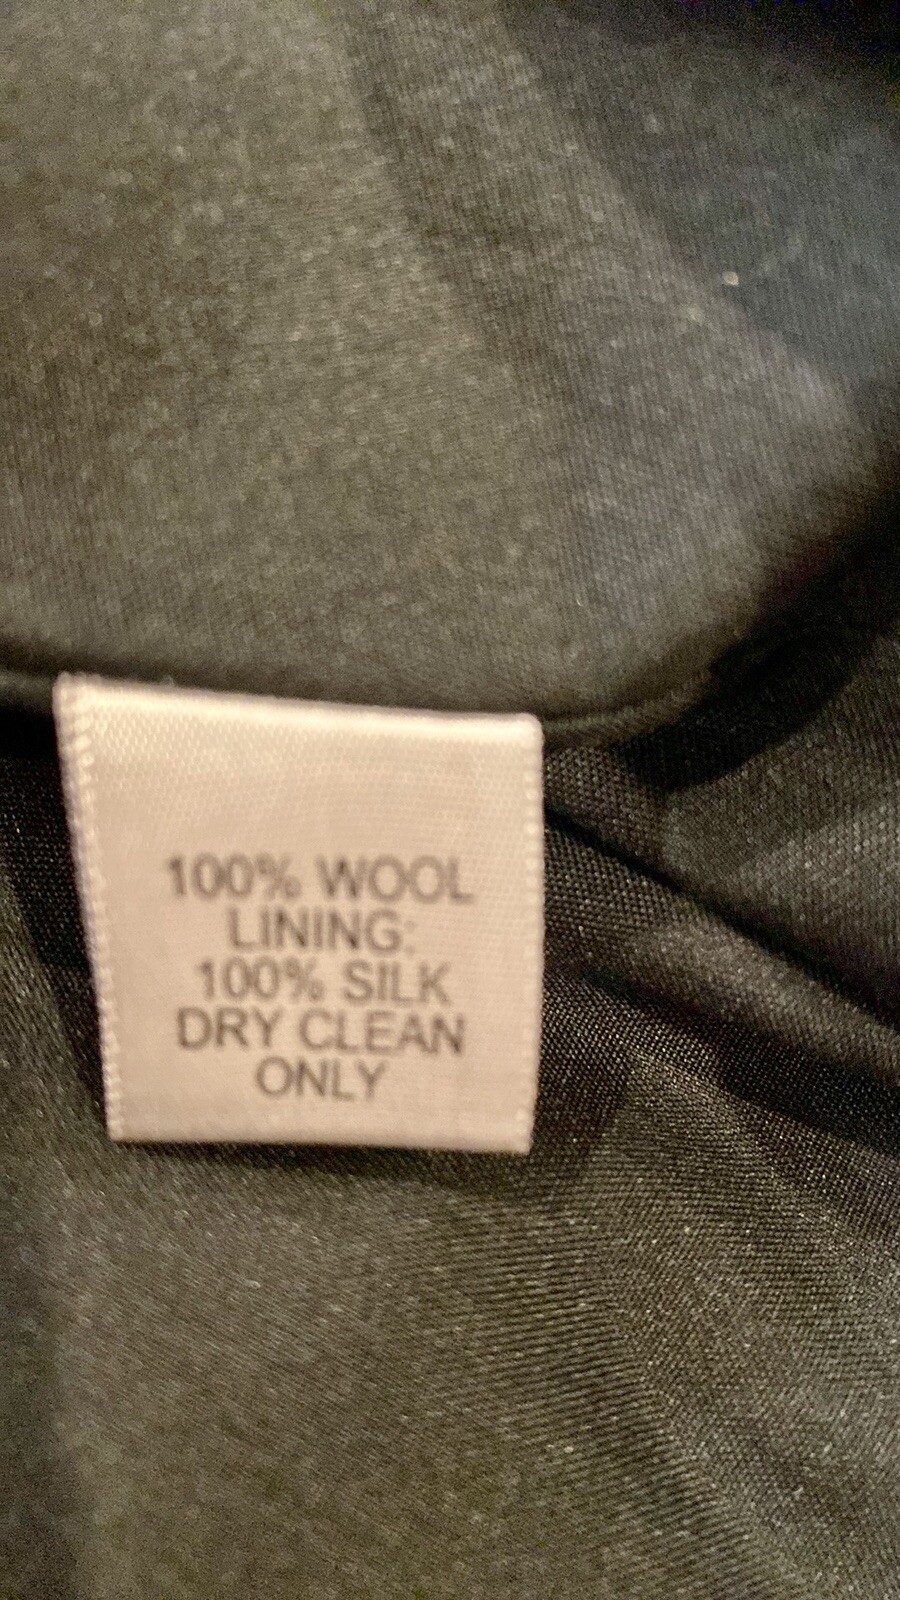 100% WOOL
LINING:
100% SILK
DRY CLEAN
ONLY